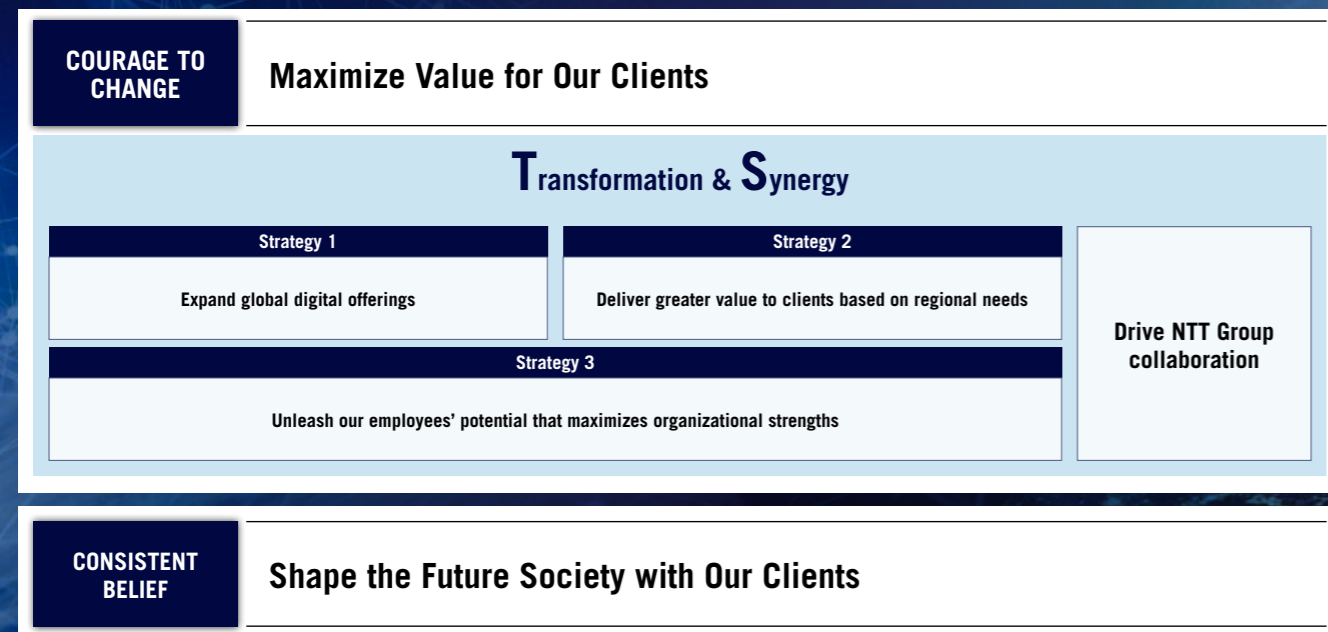 COURAGE TO
CHANGE
Maximize Value for Our Clients
Transformation & Synergy
Strategy 1
Expand global digital offerings
Strategy 2
Deliver greater value to clients based on regional needs
Strategy 3
Unleash our employees’ potential that maximizes organizational strengths
Drive NTT Group
collaboration
CONSISTENT
BELIEF
Shape the Future Society with Our Clients